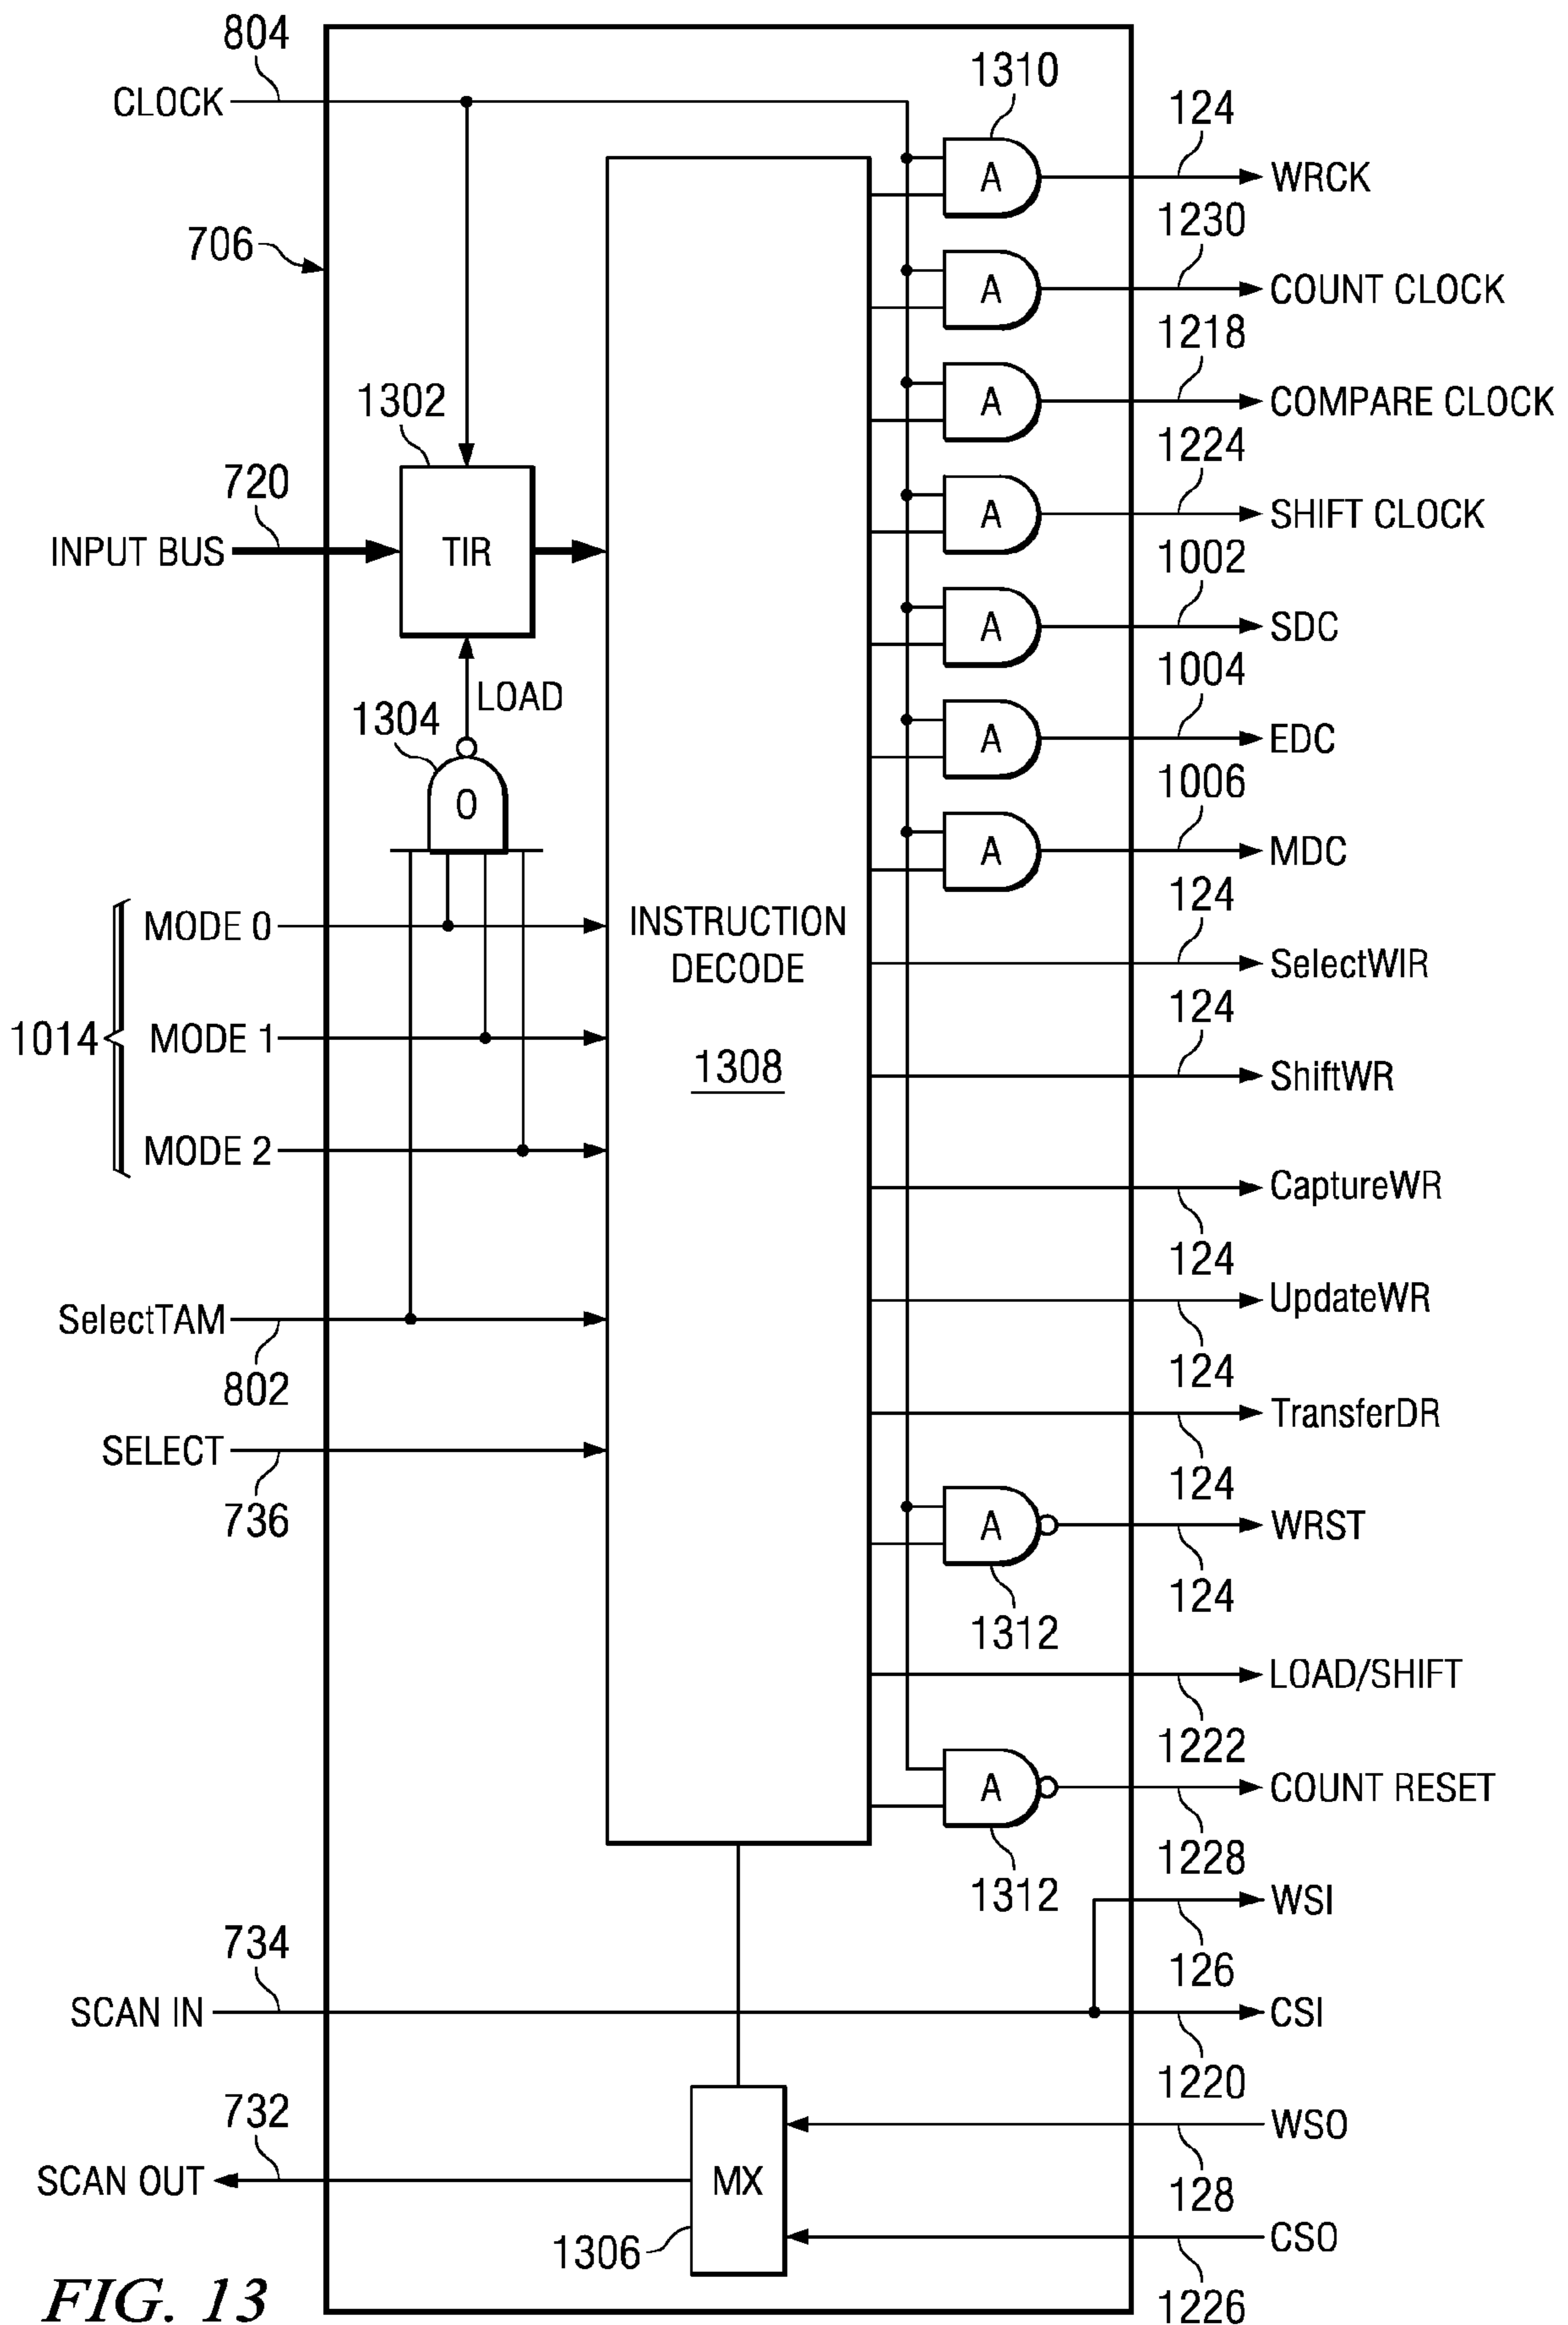 804
CLOCK
1310
A
124
WRCK
706
1230
A
COUNT CLOCK
1218
A
COMPARE CLOCK
1302
1224
A
SHIFT CLOCK
720
INPUT BUS
TIR
1002
A
SDC
LOAD
1304
0
1004
A
EDC
1006
A
MDC
1014
MODE 0
MODE 1
MODE 2
INSTRUCTION
DECODE
1308
124
SelectWIR
124
ShiftWR
CaptureWR
124
UpdateWR
124
SelectTAM
802
TransferDR
124
SELECT
736
A
1312
WRST
124
LOAD/SHIFT
1222
A
1312
COUNT RESET
1228
WSI
126
734
SCAN IN
CSI
1220
732
SCAN OUT
MX
1306
WSO
128
CSO
1226
FIG. 13